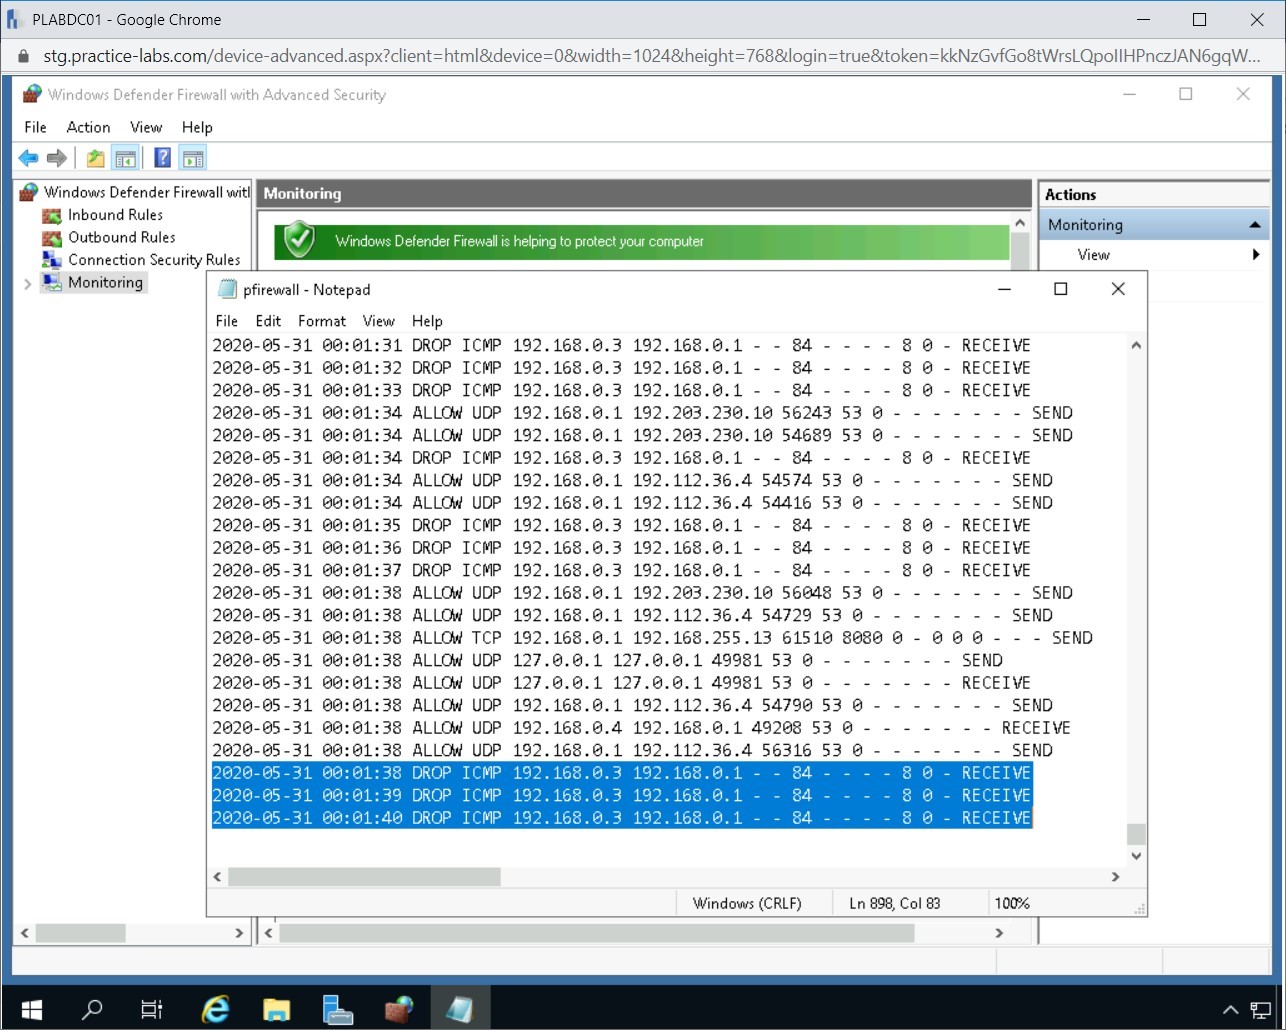 PLABDC01 - Google Chrome
stg.practice-labs.com/device-advanced.aspx?client=html&device=0&width=1024&height=768&login=true&token=kkNzGvfGo8tWrsLQpoIIHPnczJAN6gqW...
Windows Defender Firewall with Advanced Security
File Action View Help
Windows Defender Firewall wit
Inbound Rules
Outbound Rules
Connection Security Rules
Monitoring
Monitoring
Windows Defender Firewall is helping to protect your computer
Actions
Monitoring
View
pfirewall - Notepad
File Edit Format View Help
2020-05-31 00:01:31 DROP ICMP 192.168.0.3 192.168.0.1 - - 84 - - - - 8 0 - RECEIVE
2020-05-31 00:01:32 DROP ICMP 192.168.0.3 192.168.0.1 - - 84 - - - - 8 0 - RECEIVE
2020-05-31 00:01:33 DROP ICMP 192.168.0.3 192.168.0.1 - - 84 - - - - 8 0 - RECEIVE
2020-05-31 00:01:34 ALLOW UDP 192.168.0.1 192.203.230.10 56243 53 0 - - - - - - - SEND
2020-05-31 00:01:34 ALLOW UDP 192.168.0.1 192.203.230.10 54689 53 0 - - - - - - - SEND
2020-05-31 00:01:34 DROP ICMP 192.168.0.3 192.168.0.1 - - 84 - - - - 8 0 - RECEIVE
2020-05-31 00:01:34 ALLOW UDP 192.168.0.1 192.112.36.4 54574 53 0 - - - - - - - SEND
2020-05-31 00:01:34 ALLOW UDP 192.168.0.1 192.112.36.4 54416 53 0 - - - - - - - SEND
2020-05-31 00:01:35 DROP ICMP 192.168.0.3 192.168.0.1 - - 84 - - - - 8 0 - RECEIVE
2020-05-31 00:01:36 DROP ICMP 192.168.0.3 192.168.0.1 - - 84 - - - - 8 0 - RECEIVE
2020-05-31 00:01:37 DROP ICMP 192.168.0.3 192.168.0.1 - - 84 - - - - 8 0 - RECEIVE
2020-05-31 00:01:38 ALLOW UDP 192.168.0.1 192.203.230.10 56048 53 0 - - - - - - - SEND
2020-05-31 00:01:38 ALLOW UDP 192.168.0.1 192.112.36.4 54729 53 0 - - - - - - - SEND
2020-05-31 00:01:38 ALLOW TCP 192.168.0.1 192.168.255.13 61510 8080 0 - 0 0 0 - - - SEND
2020-05-31 00:01:38 ALLOW UDP 127.0.0.1 127.0.0.1 49981 53 0 - - - - - - - SEND
2020-05-31 00:01:38 ALLOW UDP 127.0.0.1 127.0.0.1 49981 53 0 - - - - - - - RECEIVE
2020-05-31 00:01:38 ALLOW UDP 192.168.0.1 192.112.36.4 54790 53 0 - - - - - - - SEND
2020-05-31 00:01:38 ALLOW UDP 192.168.0.4 192.168.0.1 49208 53 0 - - - - - - - RECEIVE
2020-05-31 00:01:38 ALLOW UDP 192.168.0.1 192.112.36.4 56316 53 0 - - - - - - - SEND
2020-05-31 00:01:38 DROP ICMP 192.168.0.3 192.168.0.1 - - 84 - - - - 8 0 - RECEIVE
2020-05-31 00:01:39 DROP ICMP 192.168.0.3 192.168.0.1 - - 84 - - - - 8 0 - RECEIVE
2020-05-31 00:01:40 DROP ICMP 192.168.0.3 192.168.0.1 - - 84 - - - - 8 0 - RECEIVE
Windows (CRLF) Ln 898, Col 83 100%